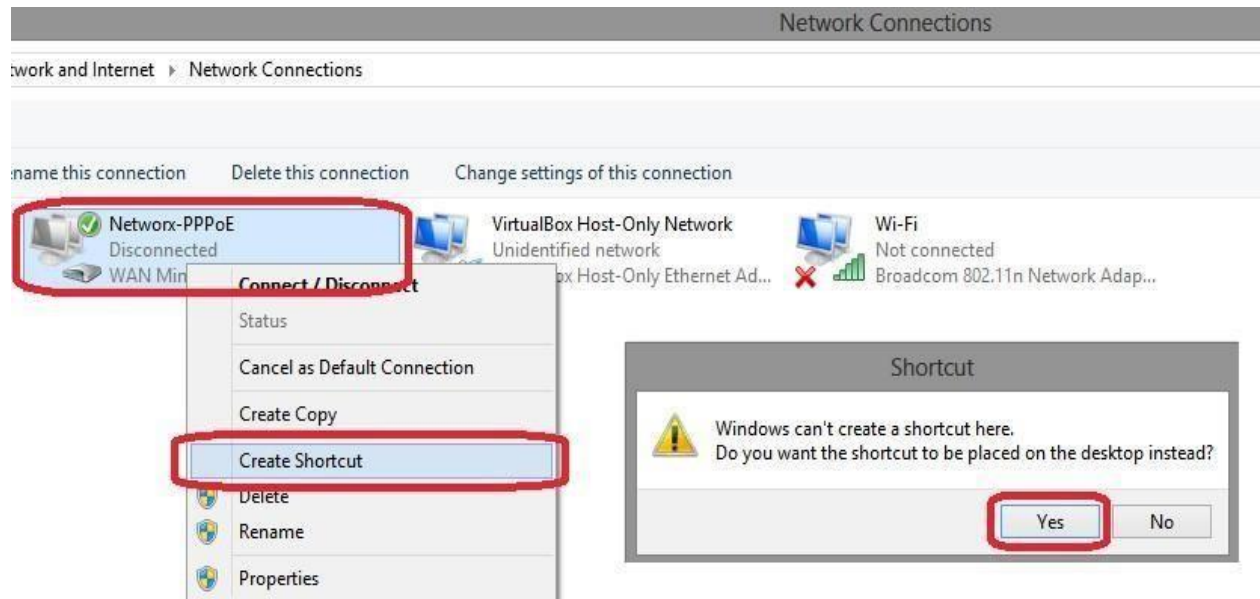 Network Connections
twork and Internet ▸ Network Connections
ename this connection Delete this connection Change settings of this connection
Networx-PPPoE
Disconnected
WAN Min
VirtualBox Host-Only Network
Unidentified network
ox Host-Only Ethernet Ad...
Wi-Fi
Not connected
Broadcom 802.11n Network Adap...
Connect / Disconnect
Status
Cancel as Default Connection
Create Copy
Create Shortcut
Delete
Rename
Properties
Shortcut
Windows can't create a shortcut here.
Do you want the shortcut to be placed on the desktop instead?
Yes No